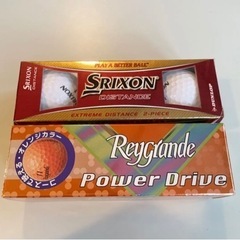 PLAY A BETTER BALL
SRIXON
DISTANCE
EXTREME DISTANCE 2-PIECE
SRIXON
DISTANCE
DUNLOP
オレンジカラー
Reygrande
Power Drive